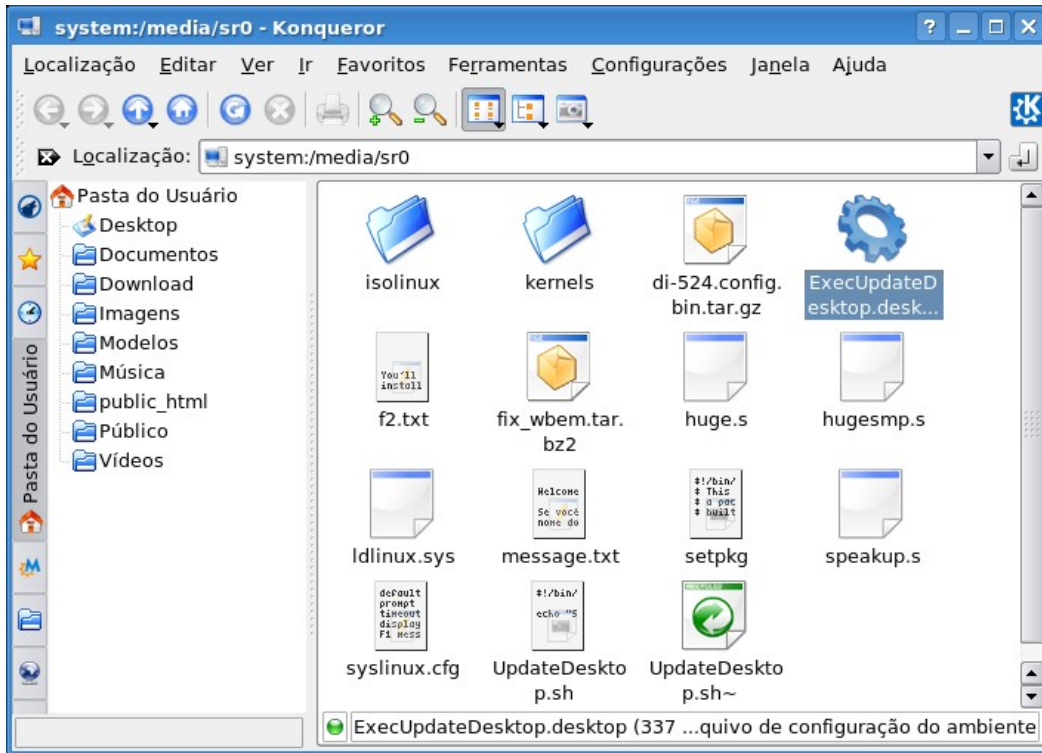 system:/media/sr0 - Konqueror
Localização Editar Ver Ir Favoritos Ferramentas Configurações Janela Ajuda
Localização: system:/media/sr0
Pasta do Usuário
Pasta do Usuário
Desktop
Documentos
Download
Imagens
Modelos
Música
public_html
Público
Vídeos
isolinux
kernels
di-524.config.
bin.tar.gz
ExecUpdateD
esktop.desk...
You'll
install
f2.txt
fix_wbem.tar.
bz2
huge.s
hugesmp.s
ldlinux.sys
Welcome
Se você
nome do
message.txt
#!/bin/
# This
# a pac
# built
setpkg
speakup.s
default
prompt
timeout
display
F1 mess
syslinux.cfg
#!/bin/
echo "S
UpdateDeskto
p.sh
UpdateDeskto
p.sh~
ExecUpdateDesktop.desktop (337 ...quivo de configuração do ambiente